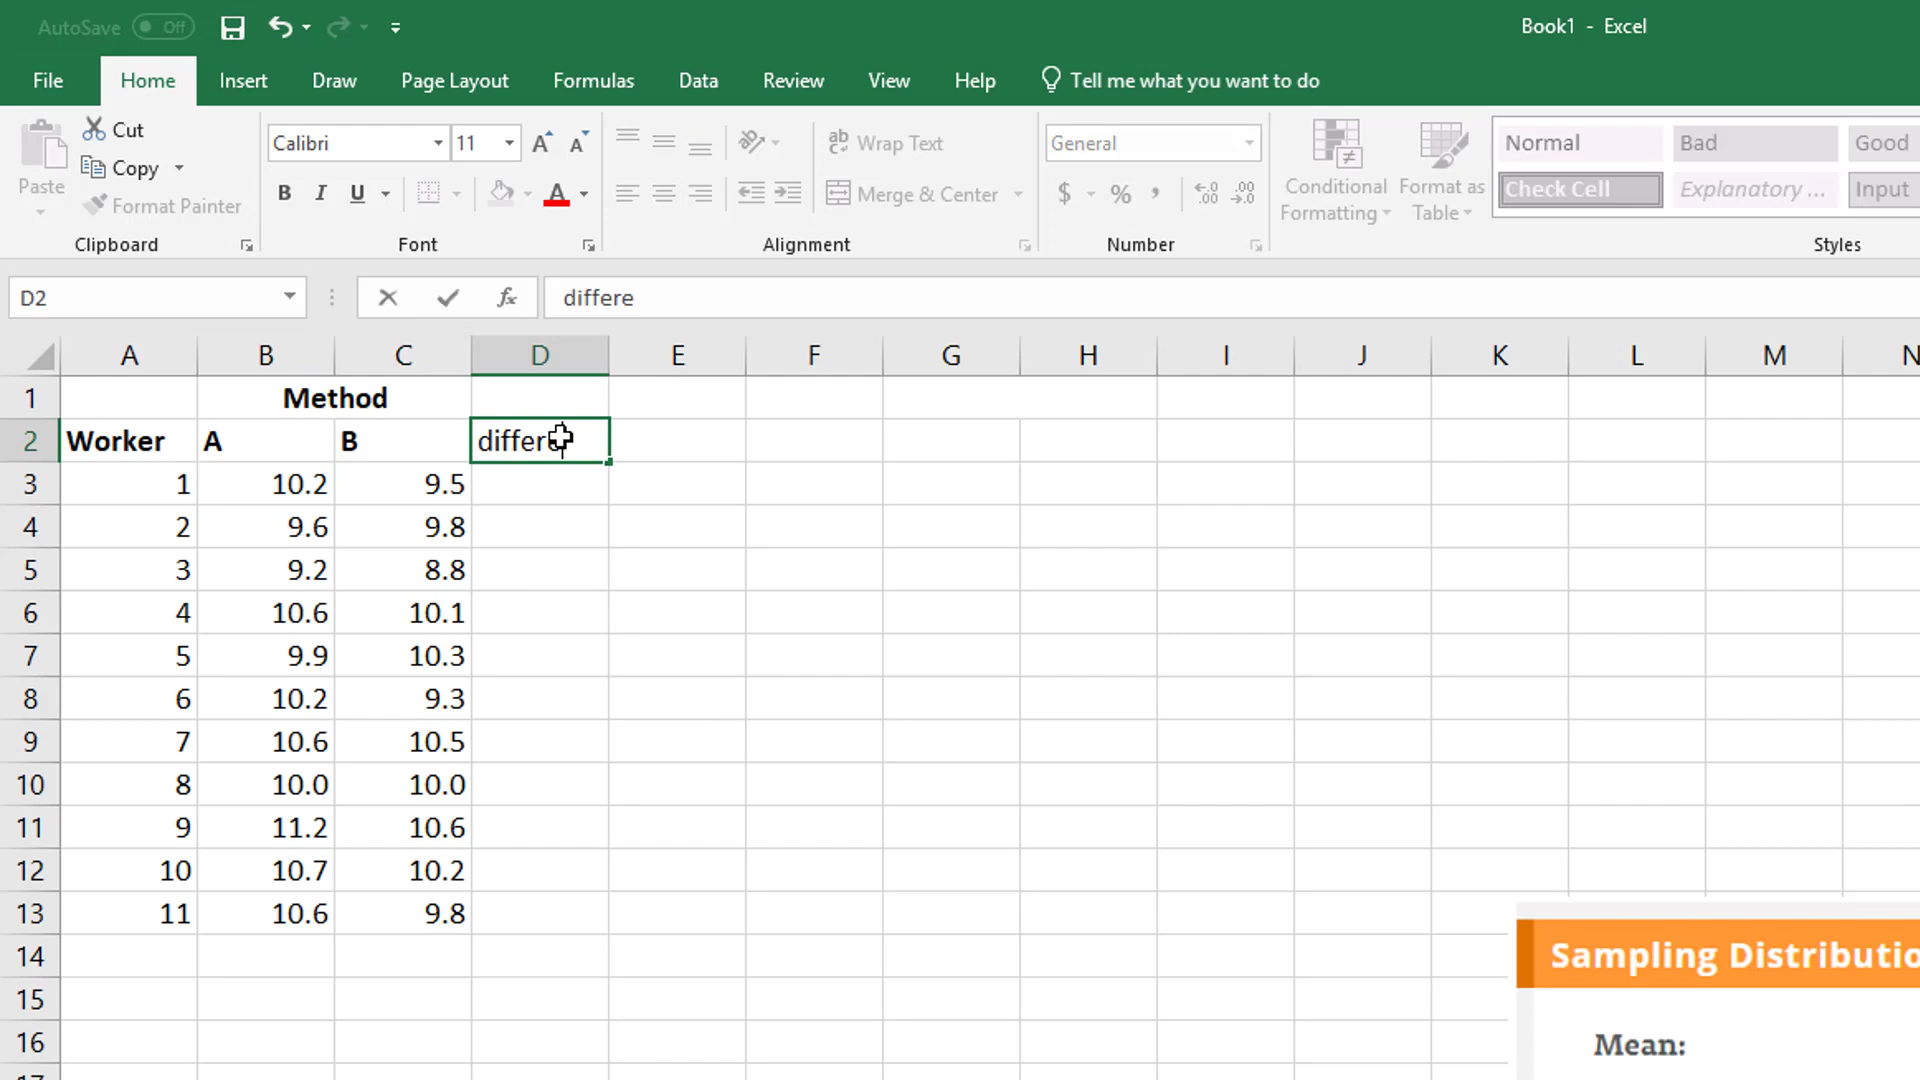 AutoSave Off
Book1 - Excel
File Home Insert Draw Page Layout Formulas Data Review View Help Tell me what you want to do
Paste
Cut
Copy
Format Painter
Clipboard
Calibri 11
B I U A
Font
ab Wrap Text
Merge & Center
Alignment
General
$ % , .00 .0
Number
Conditional Formatting
Format as Table
Normal Bad Good
Check Cell Explanatory ... Input
Styles
D2 fx differe
A B C D E F G H I J K L M N
1 Method
2 Worker A B differe
3 1 10.2 9.5
4 2 9.6 9.8
5 3 9.2 8.8
6 4 10.6 10.1
7 5 9.9 10.3
8 6 10.2 9.3
9 7 10.6 10.5
10 8 10.0 10.0
11 9 11.2 10.6
12 10 10.7 10.2
13 11 10.6 9.8
14
15
16
Sampling Distributio
Mean: